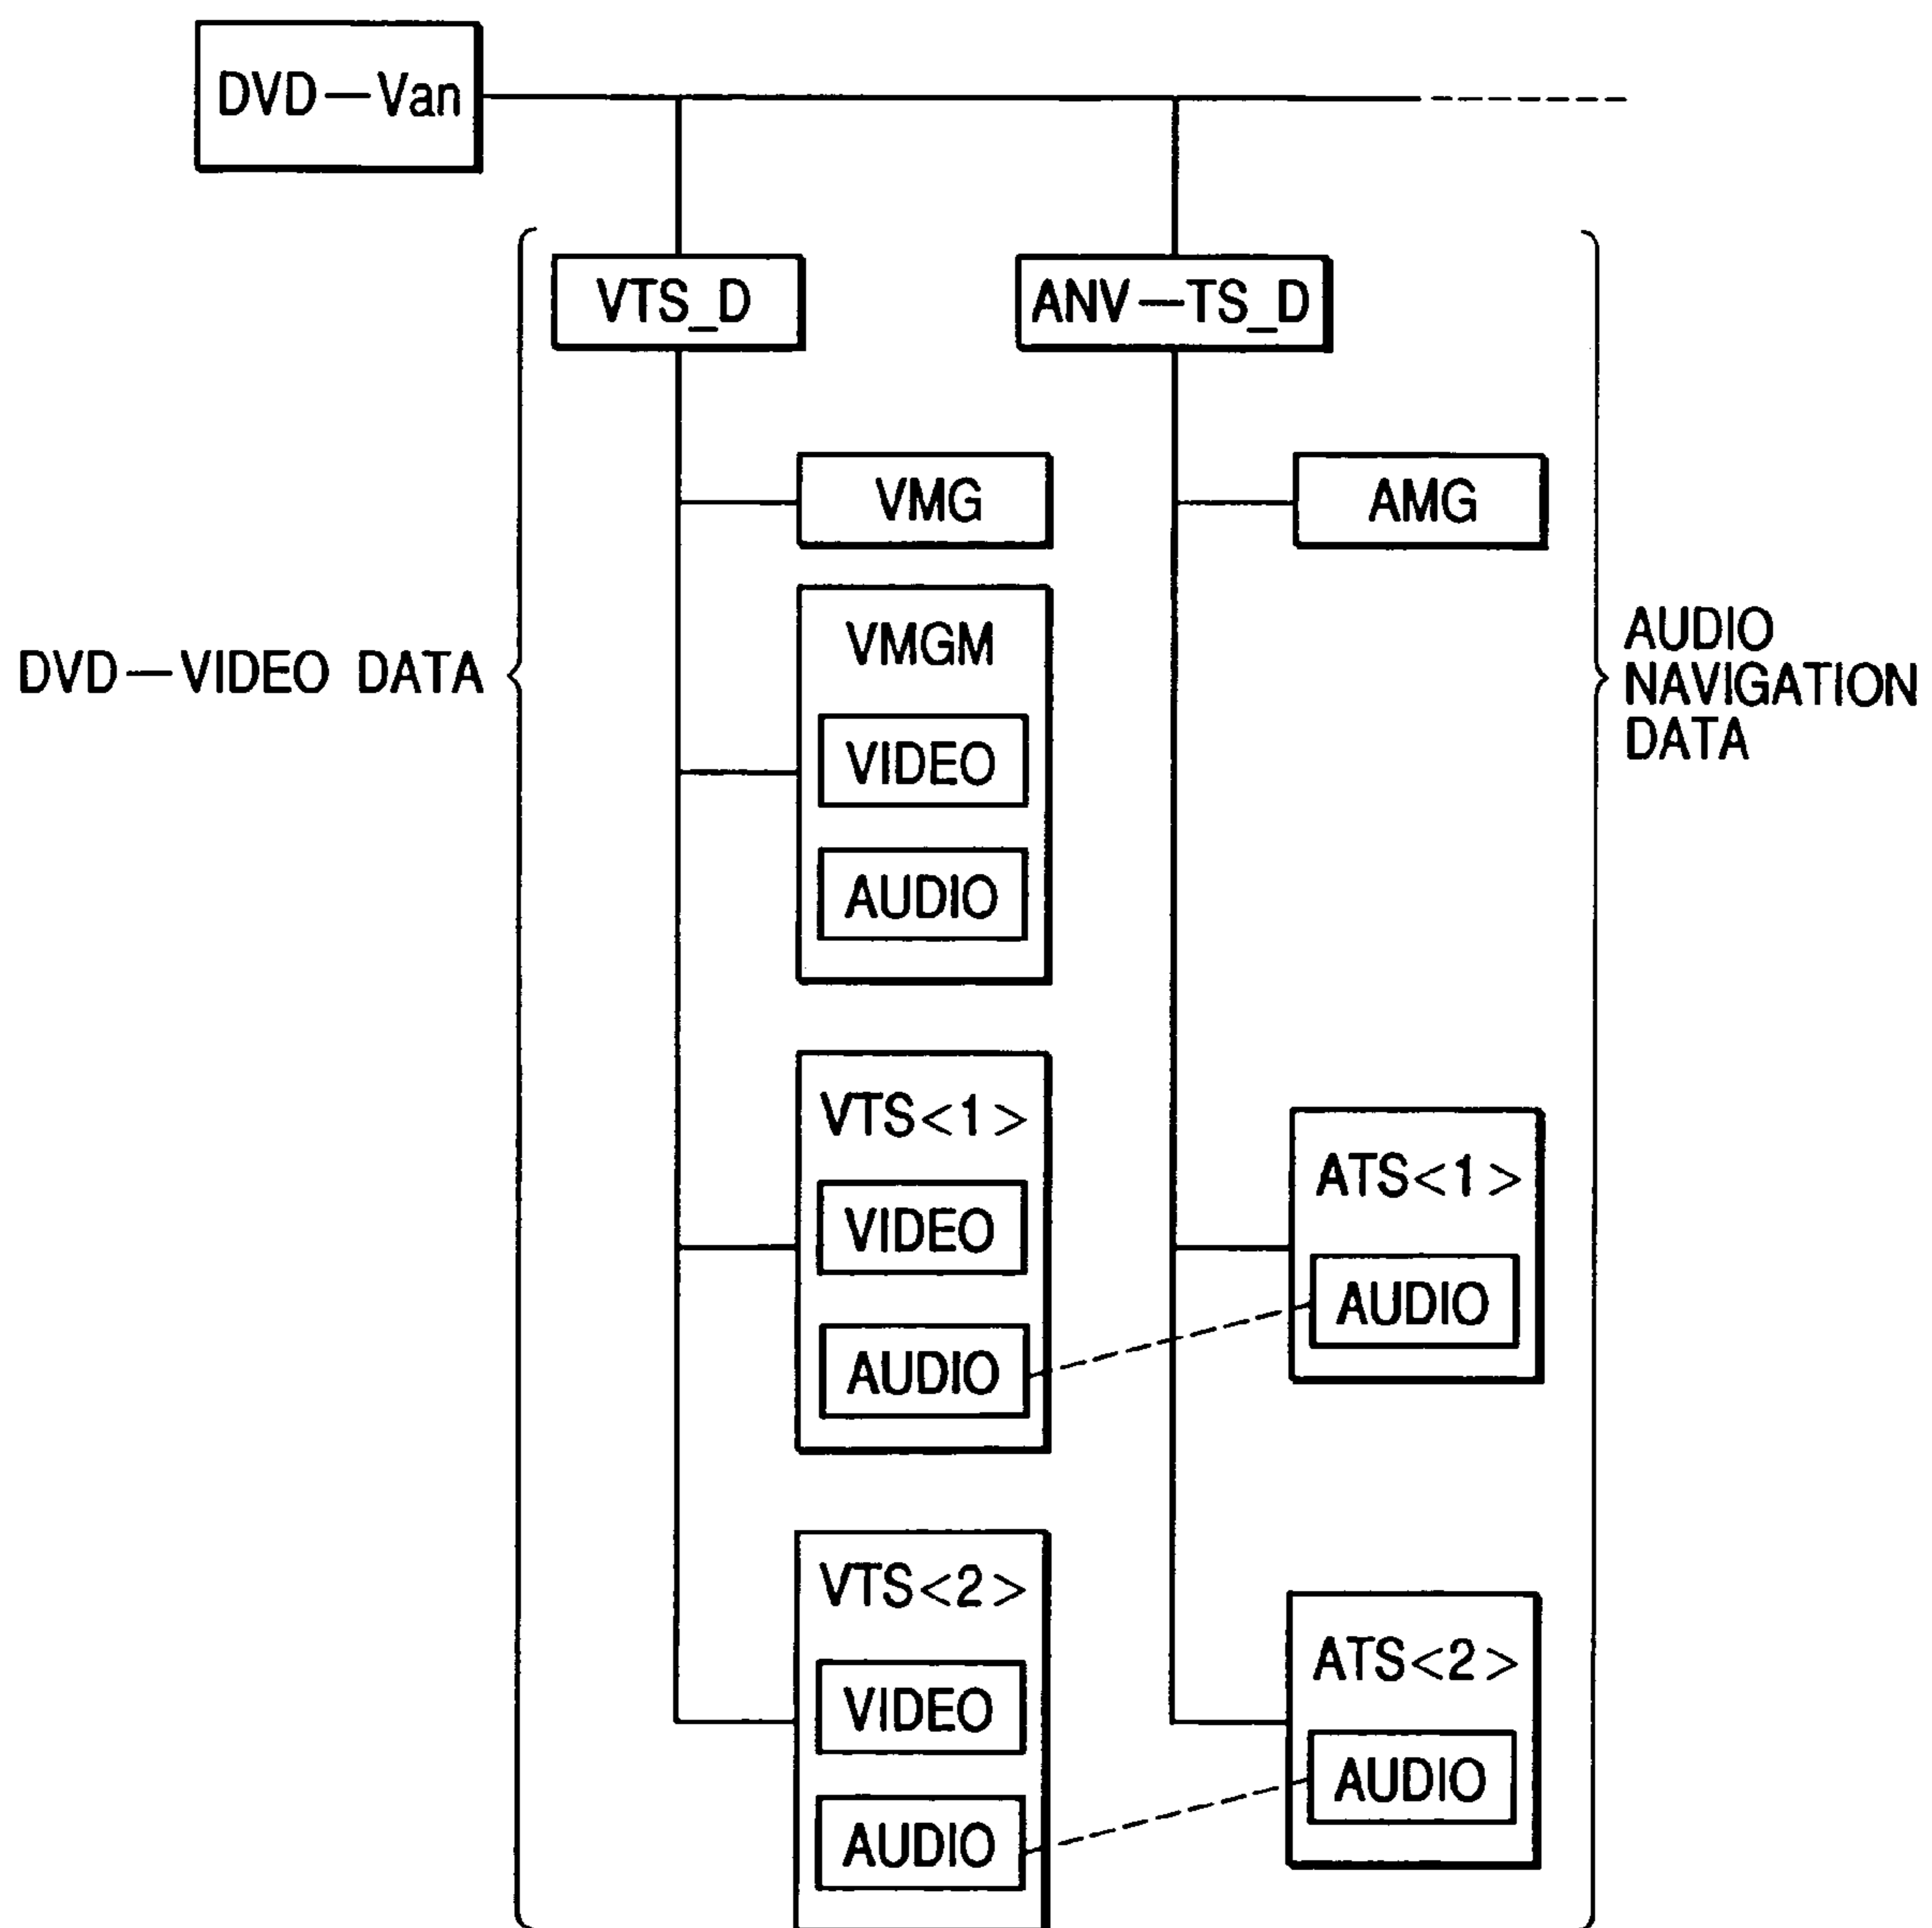 DVD—Van
VTS_D
ANV—TS_D
VMG
AMG
DVD—VIDEO DATA
VMGM
VIDEO
AUDIO
AUDIO
NAVIGATION
DATA
VTS<1>
VIDEO
AUDIO
ATS<1>
AUDIO
VTS<2>
VIDEO
AUDIO
ATS<2>
AUDIO